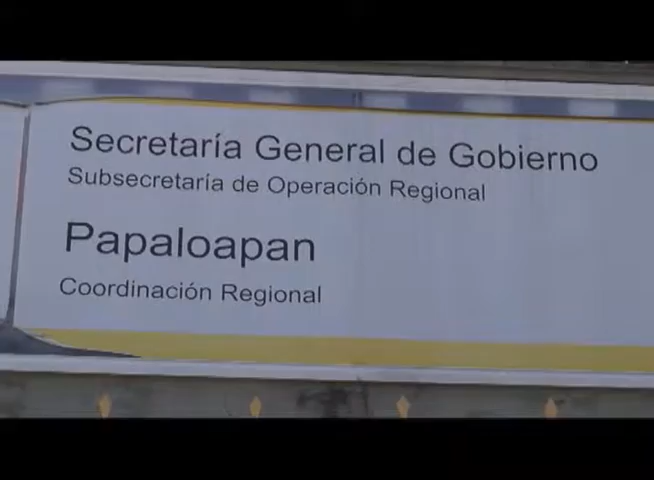 Secretaría General de Gobierno
Subsecretaría de Operación Regional
Papaloapan
Coordinación Regional